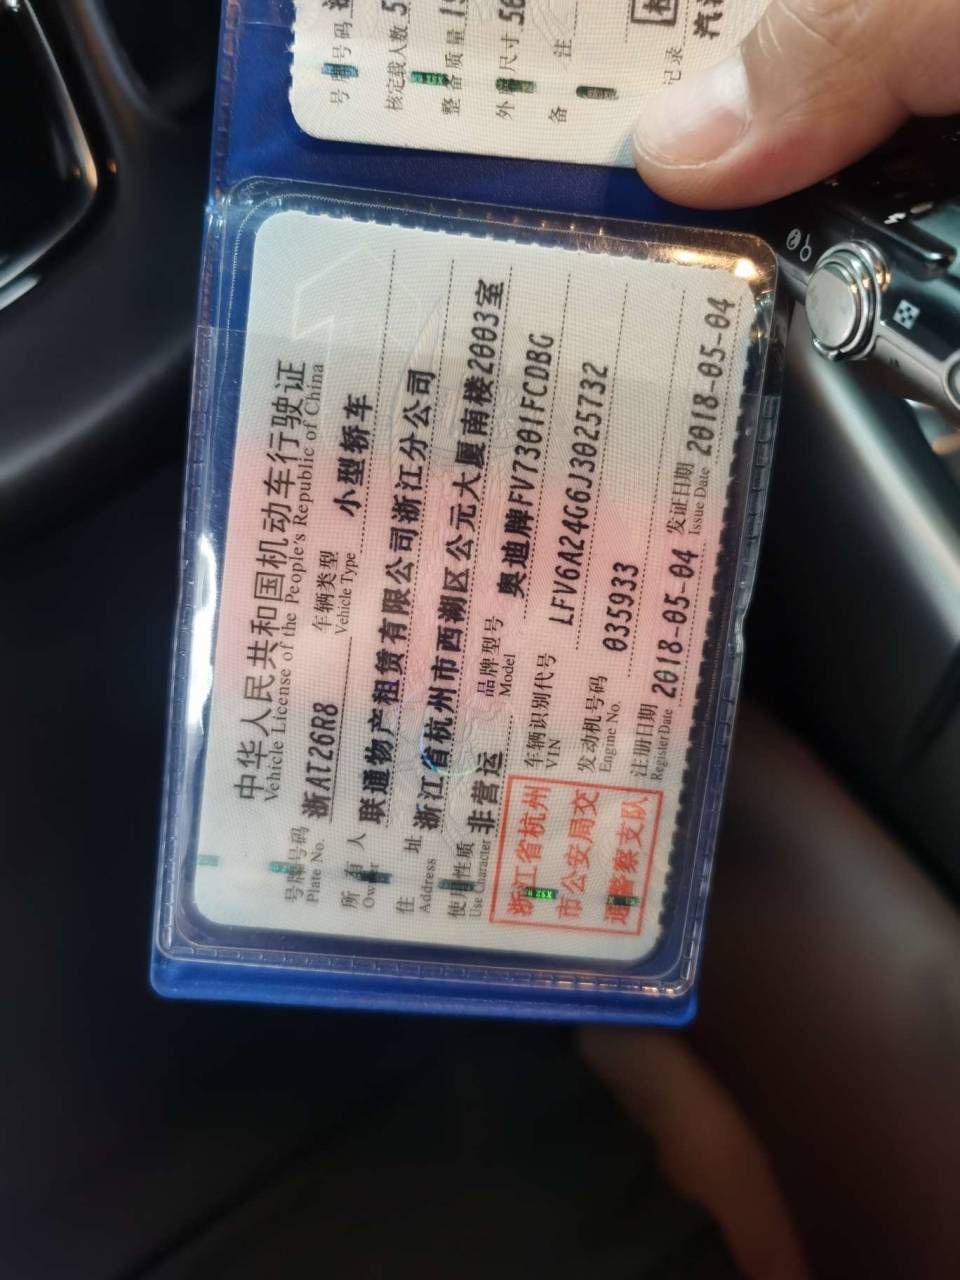 中华人民共和国机动车行驶证
Vehicle License of the People's Republic of China
号牌号码 浙A126R8 车辆类型 小型轿车
Plate No. Vehicle Type
所有人 联通物产租赁有限公司浙江分公司
Owner
住址 浙江省杭州市西湖区公元大厦南楼2003室
Address
使用性质 非营运 品牌型号 奥迪牌FV7301FCDBG
Use Character Model
浙江省杭州
市公安局交
通警察支队
车辆识别代号 LFV6A24G6J3025732
VIN
发动机号码 035933
Engine No.
注册日期 2018-05-04 发证日期 2018-05-04
Register Date Issue Date
号牌号码
核定载人数 5
整备质量
外廓尺寸
备注
记录